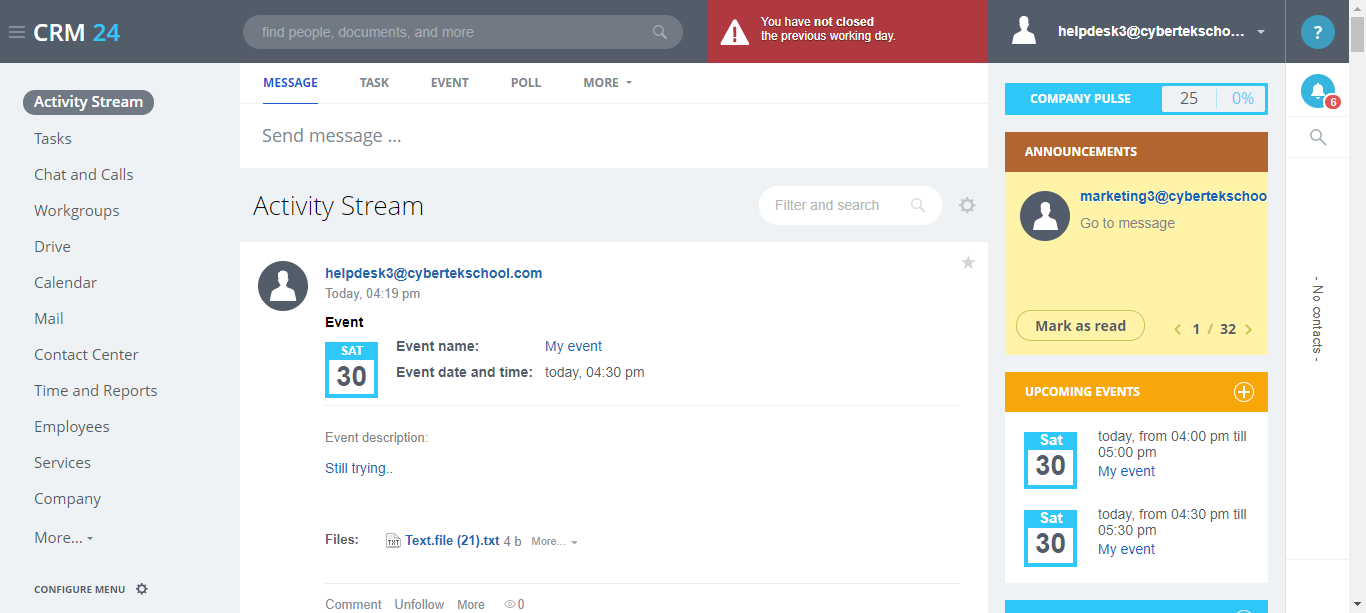 CRM 24
find people, documents, and more
You have not closed
the previous working day.
helpdesk3@cybertekscho...
?
Activity Stream
Tasks
Chat and Calls
Workgroups
Drive
Calendar
Mail
Contact Center
Time and Reports
Employees
Services
Company
More...
CONFIGURE MENU
MESSAGE TASK EVENT POLL MORE
Send message ...
Activity Stream
Filter and search
helpdesk3@cybertekschool.com
Today, 04:19 pm
Event
SAT
30
Event name: My event
Event date and time: today, 04:30 pm
Event description:
Still trying..
Files: TXT Text.file (21).txt 4 b More...
Comment Unfollow More 0
COMPANY PULSE 25 0%
ANNOUNCEMENTS
marketing3@cybertekschoo
Go to message
Mark as read 1 / 32
UPCOMING EVENTS
Sat
30
today, from 04:00 pm till
05:00 pm
My event
Sat
30
today, from 04:30 pm till
05:30 pm
My event
6
- No contacts -